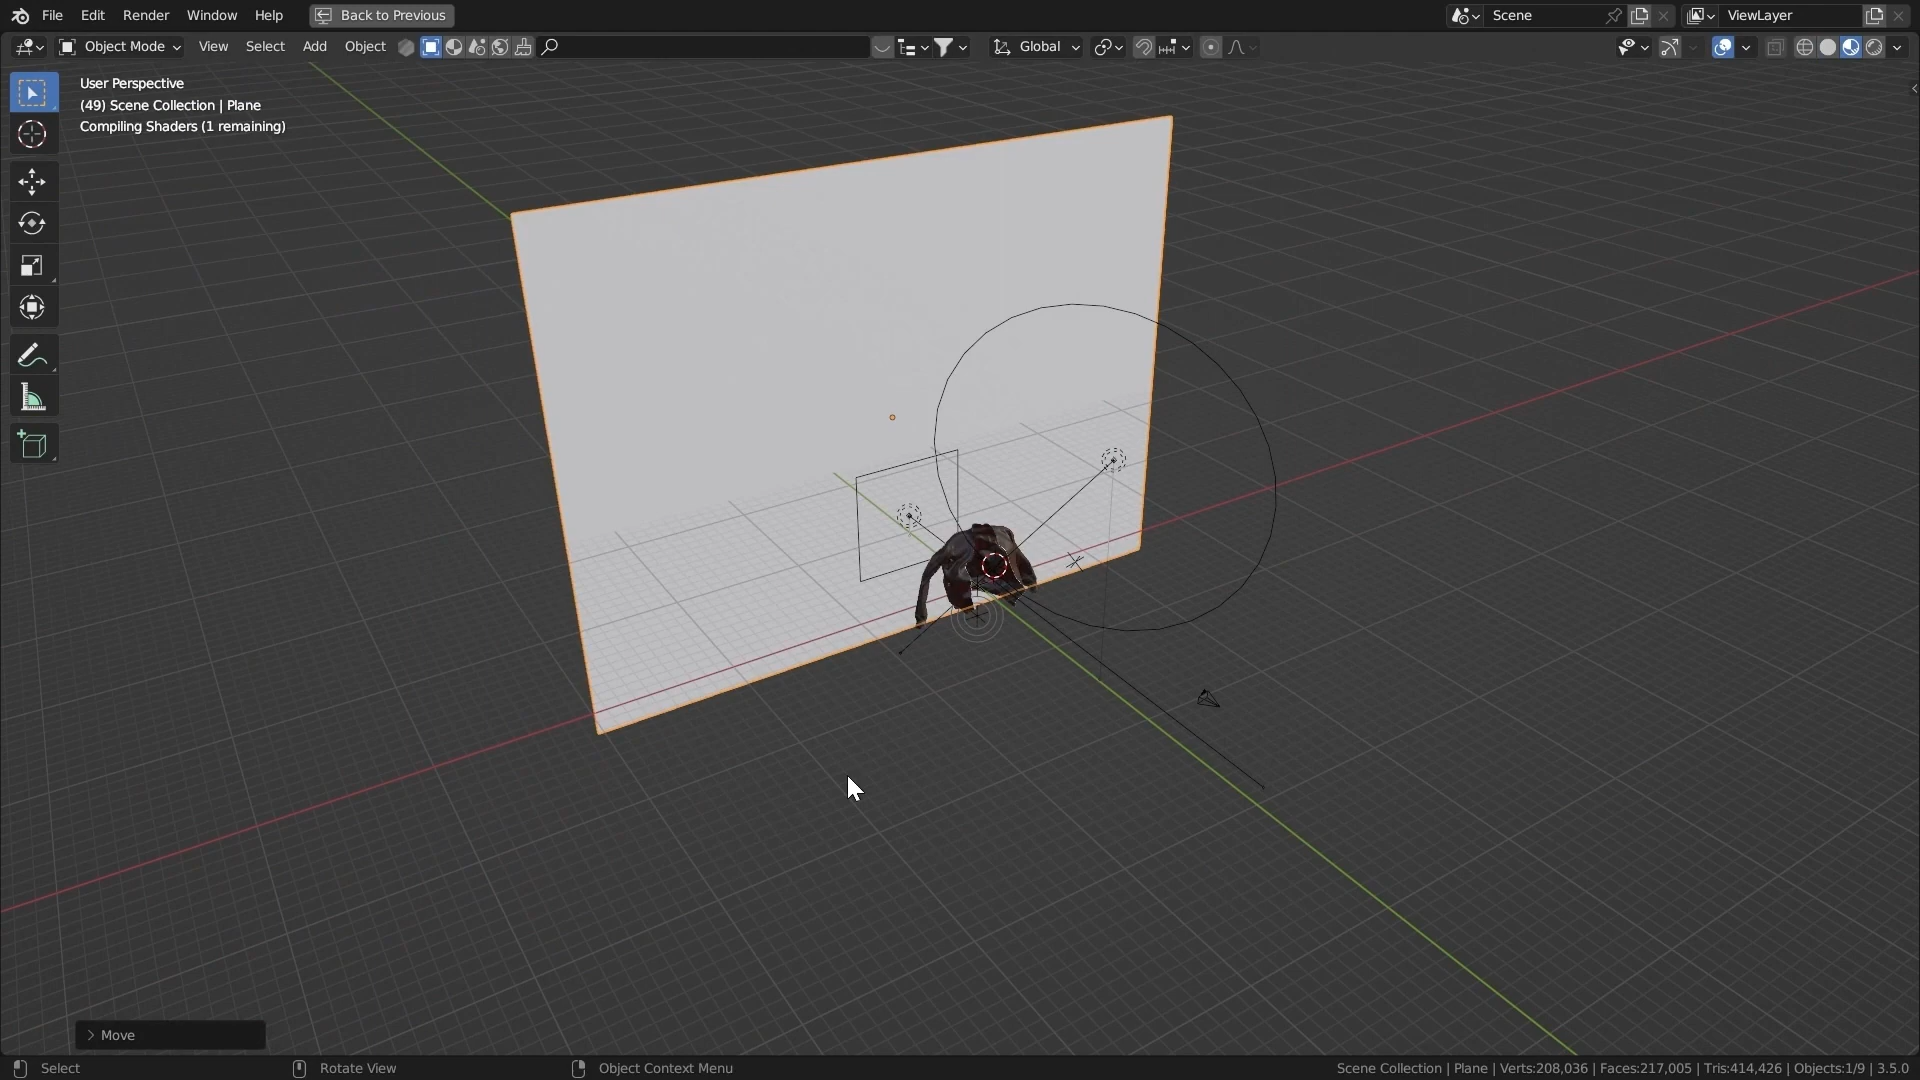 File Edit Render Window Help Back to Previous Scene ViewLayer
Object Mode View Select Add Object Global
User Perspective
(49) Scene Collection | Plane
Compiling Shaders (1 remaining)
Move
Select Rotate View Object Context Menu Scene Collection | Plane | Verts:208,036 | Faces:217,005 | Tris:414,426 | Objects:1/9 | 3.5.0